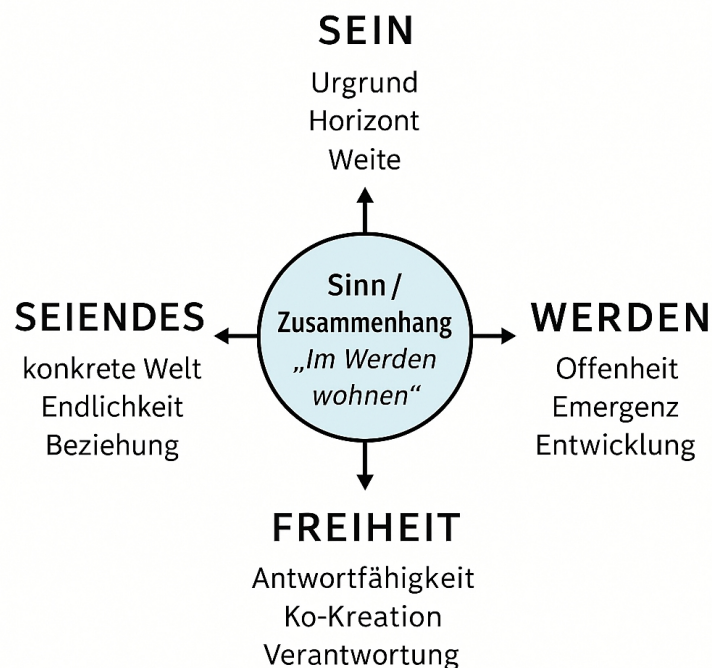 SEIN
Urgrund
Horizont
Weite
Sinn /
Zusammenhang
„Im Werden
wohnen“
SEIENDES
konkrete Welt
Endlichkeit
Beziehung
WERDEN
Offenheit
Emergenz
Entwicklung
FREIHEIT
Antwortfähigkeit
Ko-Kreation
Verantwortung